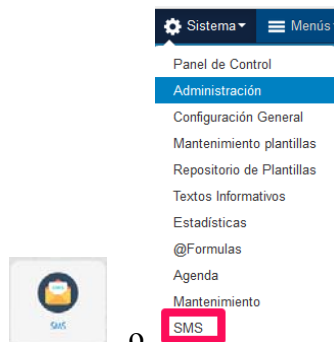 Sistema Menús
Panel de Control
Administración
Configuración General
Mantenimiento plantillas
Repositorio de Plantillas
Textos Informativos
Estadísticas
@Formulas
Agenda
Mantenimiento
SMS
SMS o